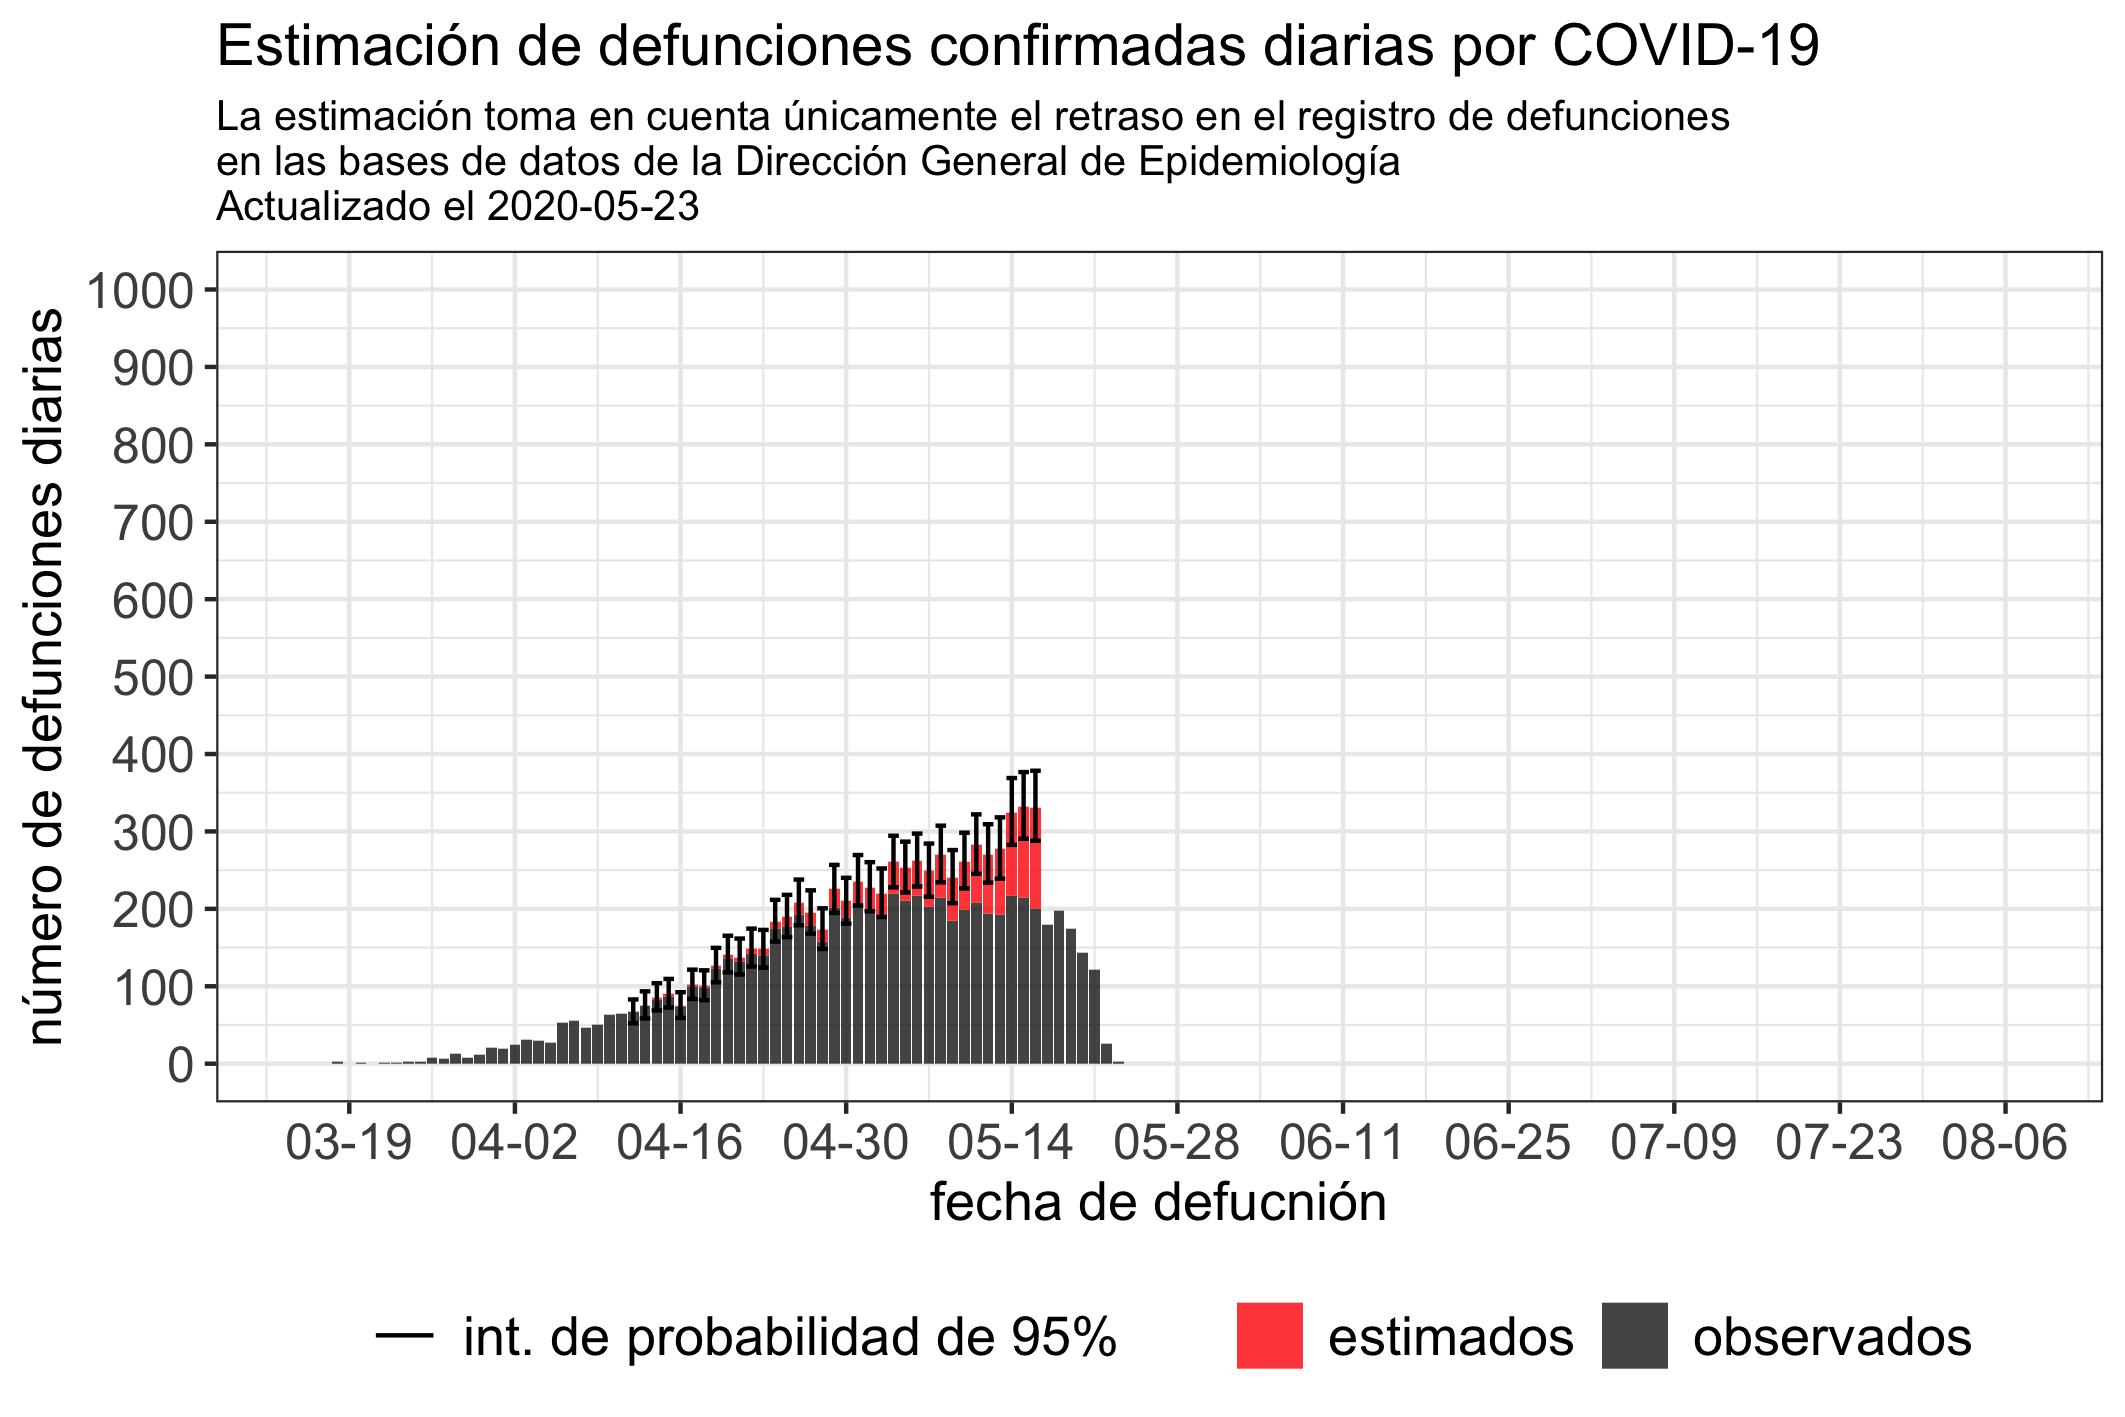 Estimación de defunciones confirmadas diarias por COVID-19
La estimación toma en cuenta únicamente el retraso en el registro de defunciones
en las bases de datos de la Dirección General de Epidemiología
Actualizado el 2020-05-23
número de defunciones diarias
1000
900
800
700
600
500
400
300
200
100
0
03-19 04-02 04-16 04-30 05-14 05-28 06-11 06-25 07-09 07-23 08-06
fecha de defucnión
int. de probabilidad de 95% estimados observados